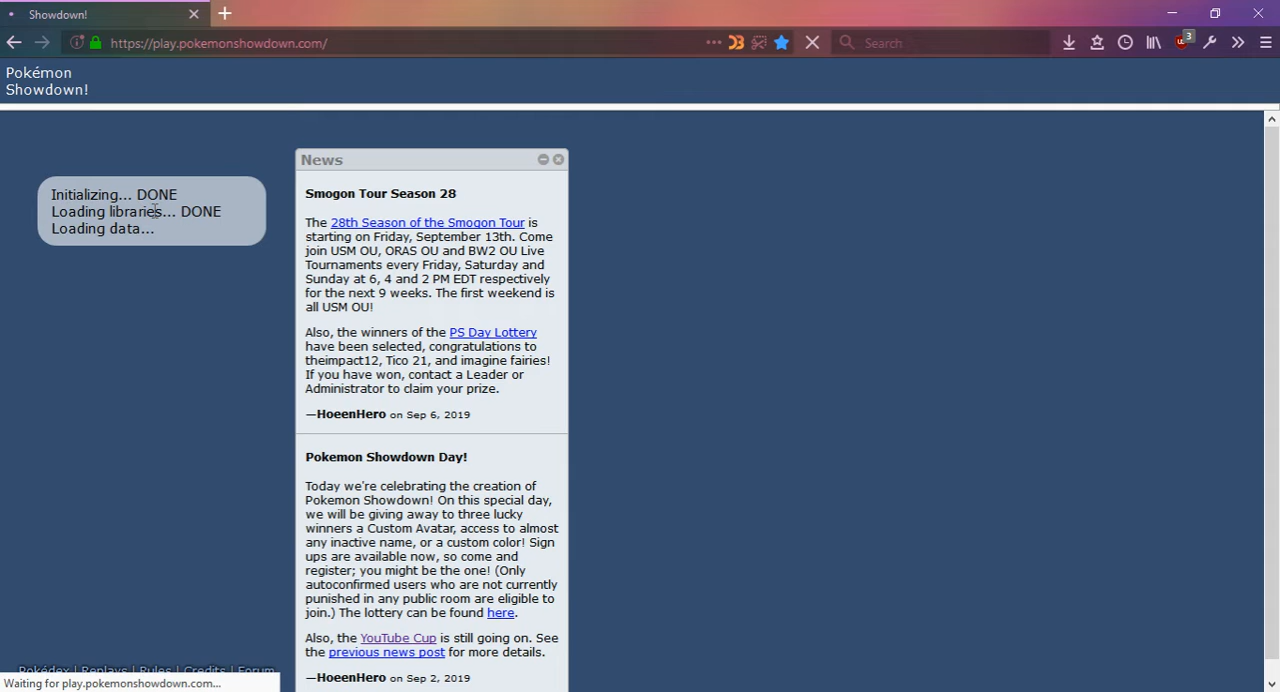 Showdown!
https://play.pokemonshowdown.com/
Search
3
Pokémon
Showdown!
News
Initializing... DONE
Loading libraries... DONE
Loading data...
Smogon Tour Season 28
The 28th Season of the Smogon Tour is
starting on Friday, September 13th. Come
join USM OU, ORAS OU and BW2 OU Live
Tournaments every Friday, Saturday and
Sunday at 6, 4 and 2 PM EDT respectively
for the next 9 weeks. The first weekend is
all USM OU!
Also, the winners of the PS Day Lottery
have been selected, congratulations to
theimpact12, Tico 21, and imagine fairies!
If you have won, contact a Leader or
Administrator to claim your prize.
—HoeenHero on Sep 6, 2019
Pokemon Showdown Day!
Today we're celebrating the creation of
Pokemon Showdown! On this special day,
we will be giving away to three lucky
winners a Custom Avatar, access to almost
any inactive name, or a custom color! Sign
ups are available now, so come and
register; you might be the one! (Only
autoconfirmed users who are not currently
punished in any public room are eligible to
join.) The lottery can be found here.
Also, the YouTube Cup is still going on. See
the previous news post for more details.
—HoeenHero on Sep 2, 2019
Pokédex | Replays | Rules | Credits | Forum
Waiting for play.pokemonshowdown.com...